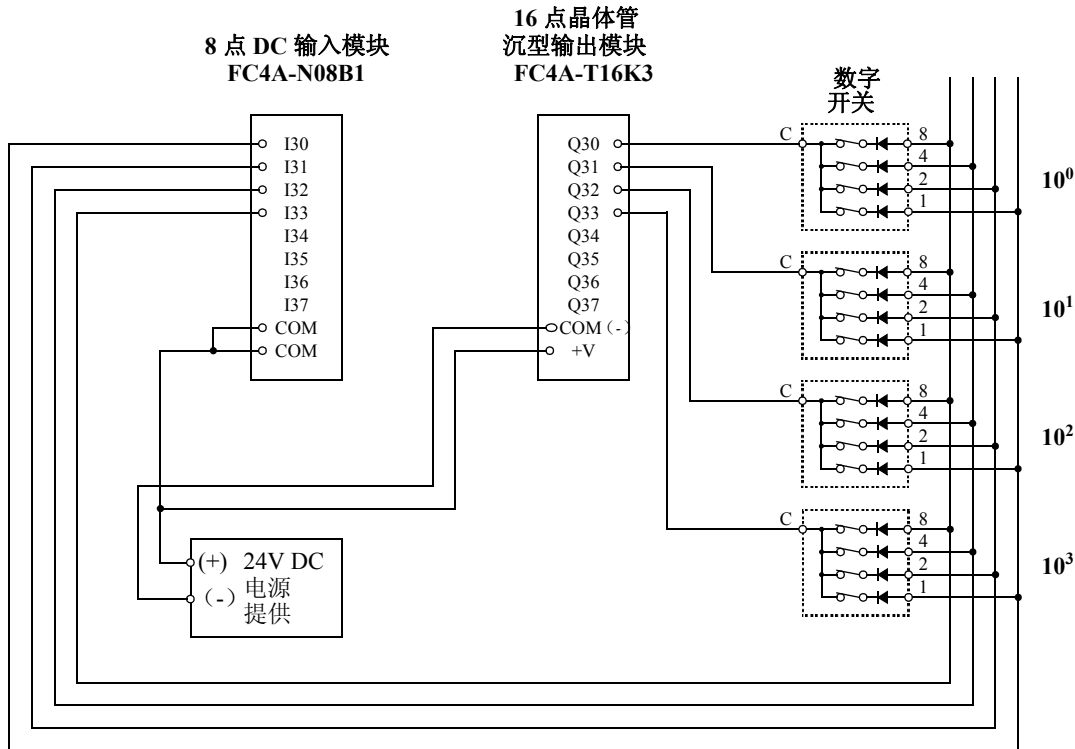 8 点 DC 输入模块
FC4A-N08B1
16 点晶体管
沉型输出模块
FC4A-T16K3
数字
开关
I30
I31
I32
I33
I34
I35
I36
I37
COM
COM
Q30
Q31
Q32
Q33
Q34
Q35
Q36
Q37
COM（-）
+V
C
8
4
2
1
10⁰
C
8
4
2
1
10¹
C
8
4
2
1
10²
C
8
4
2
1
10³
(+) 24V DC
（-）电源
提供